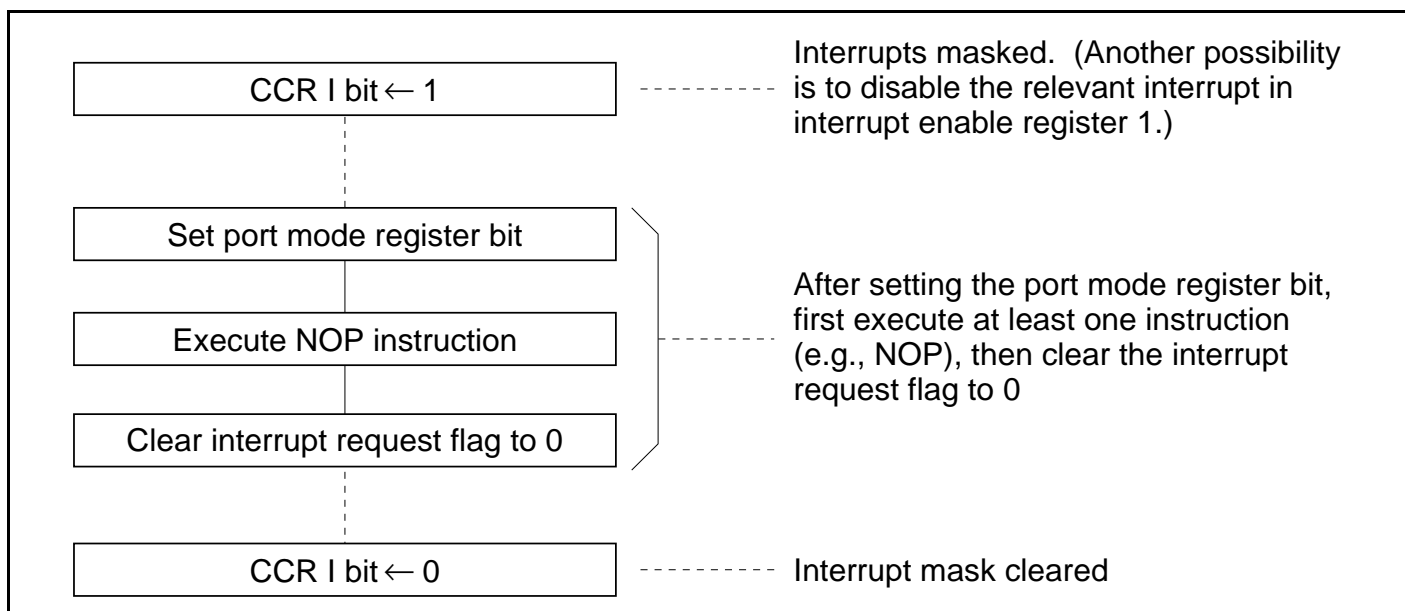 CCR I bit ← 1
Interrupts masked. (Another possibility
is to disable the relevant interrupt in
interrupt enable register 1.)
Set port mode register bit
Execute NOP instruction
Clear interrupt request flag to 0
After setting the port mode register bit,
first execute at least one instruction
(e.g., NOP), then clear the interrupt
request flag to 0
CCR I bit ← 0
Interrupt mask cleared